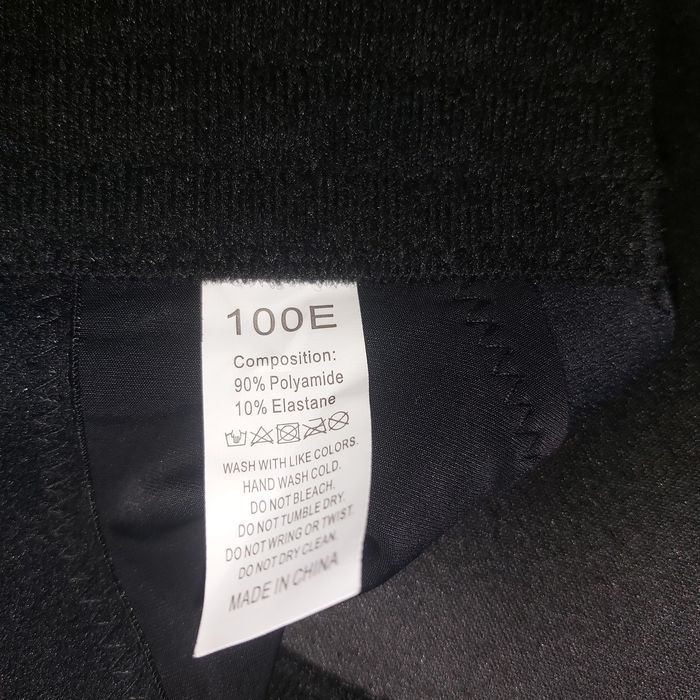 100E
Composition:
90% Polyamide
10% Elastane
WASH WITH LIKE COLORS.
HAND WASH COLD.
DO NOT BLEACH.
DO NOT TUMBLE DRY.
DO NOT WRING OR TWIST.
DO NOT DRY CLEAN.
MADE IN CHINA